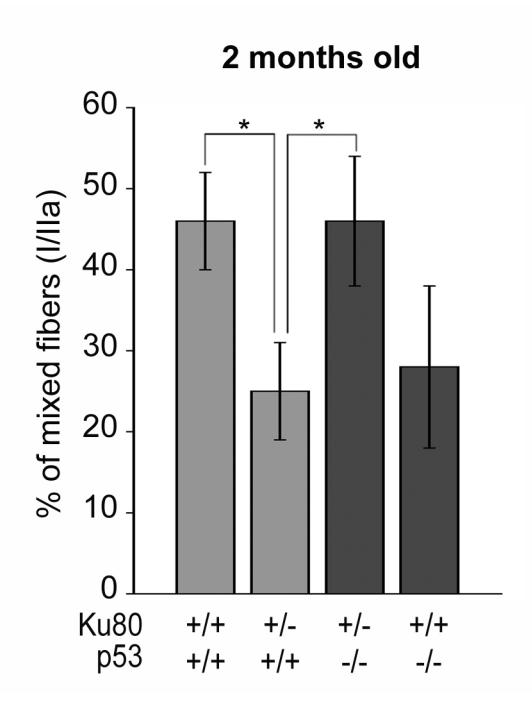 2 months old
* *
% of mixed fibers (I/IIa)
60
50
40
30
20
10
0
Ku80 +/+ +/- +/- +/+
p53 +/+ +/+ -/- -/-